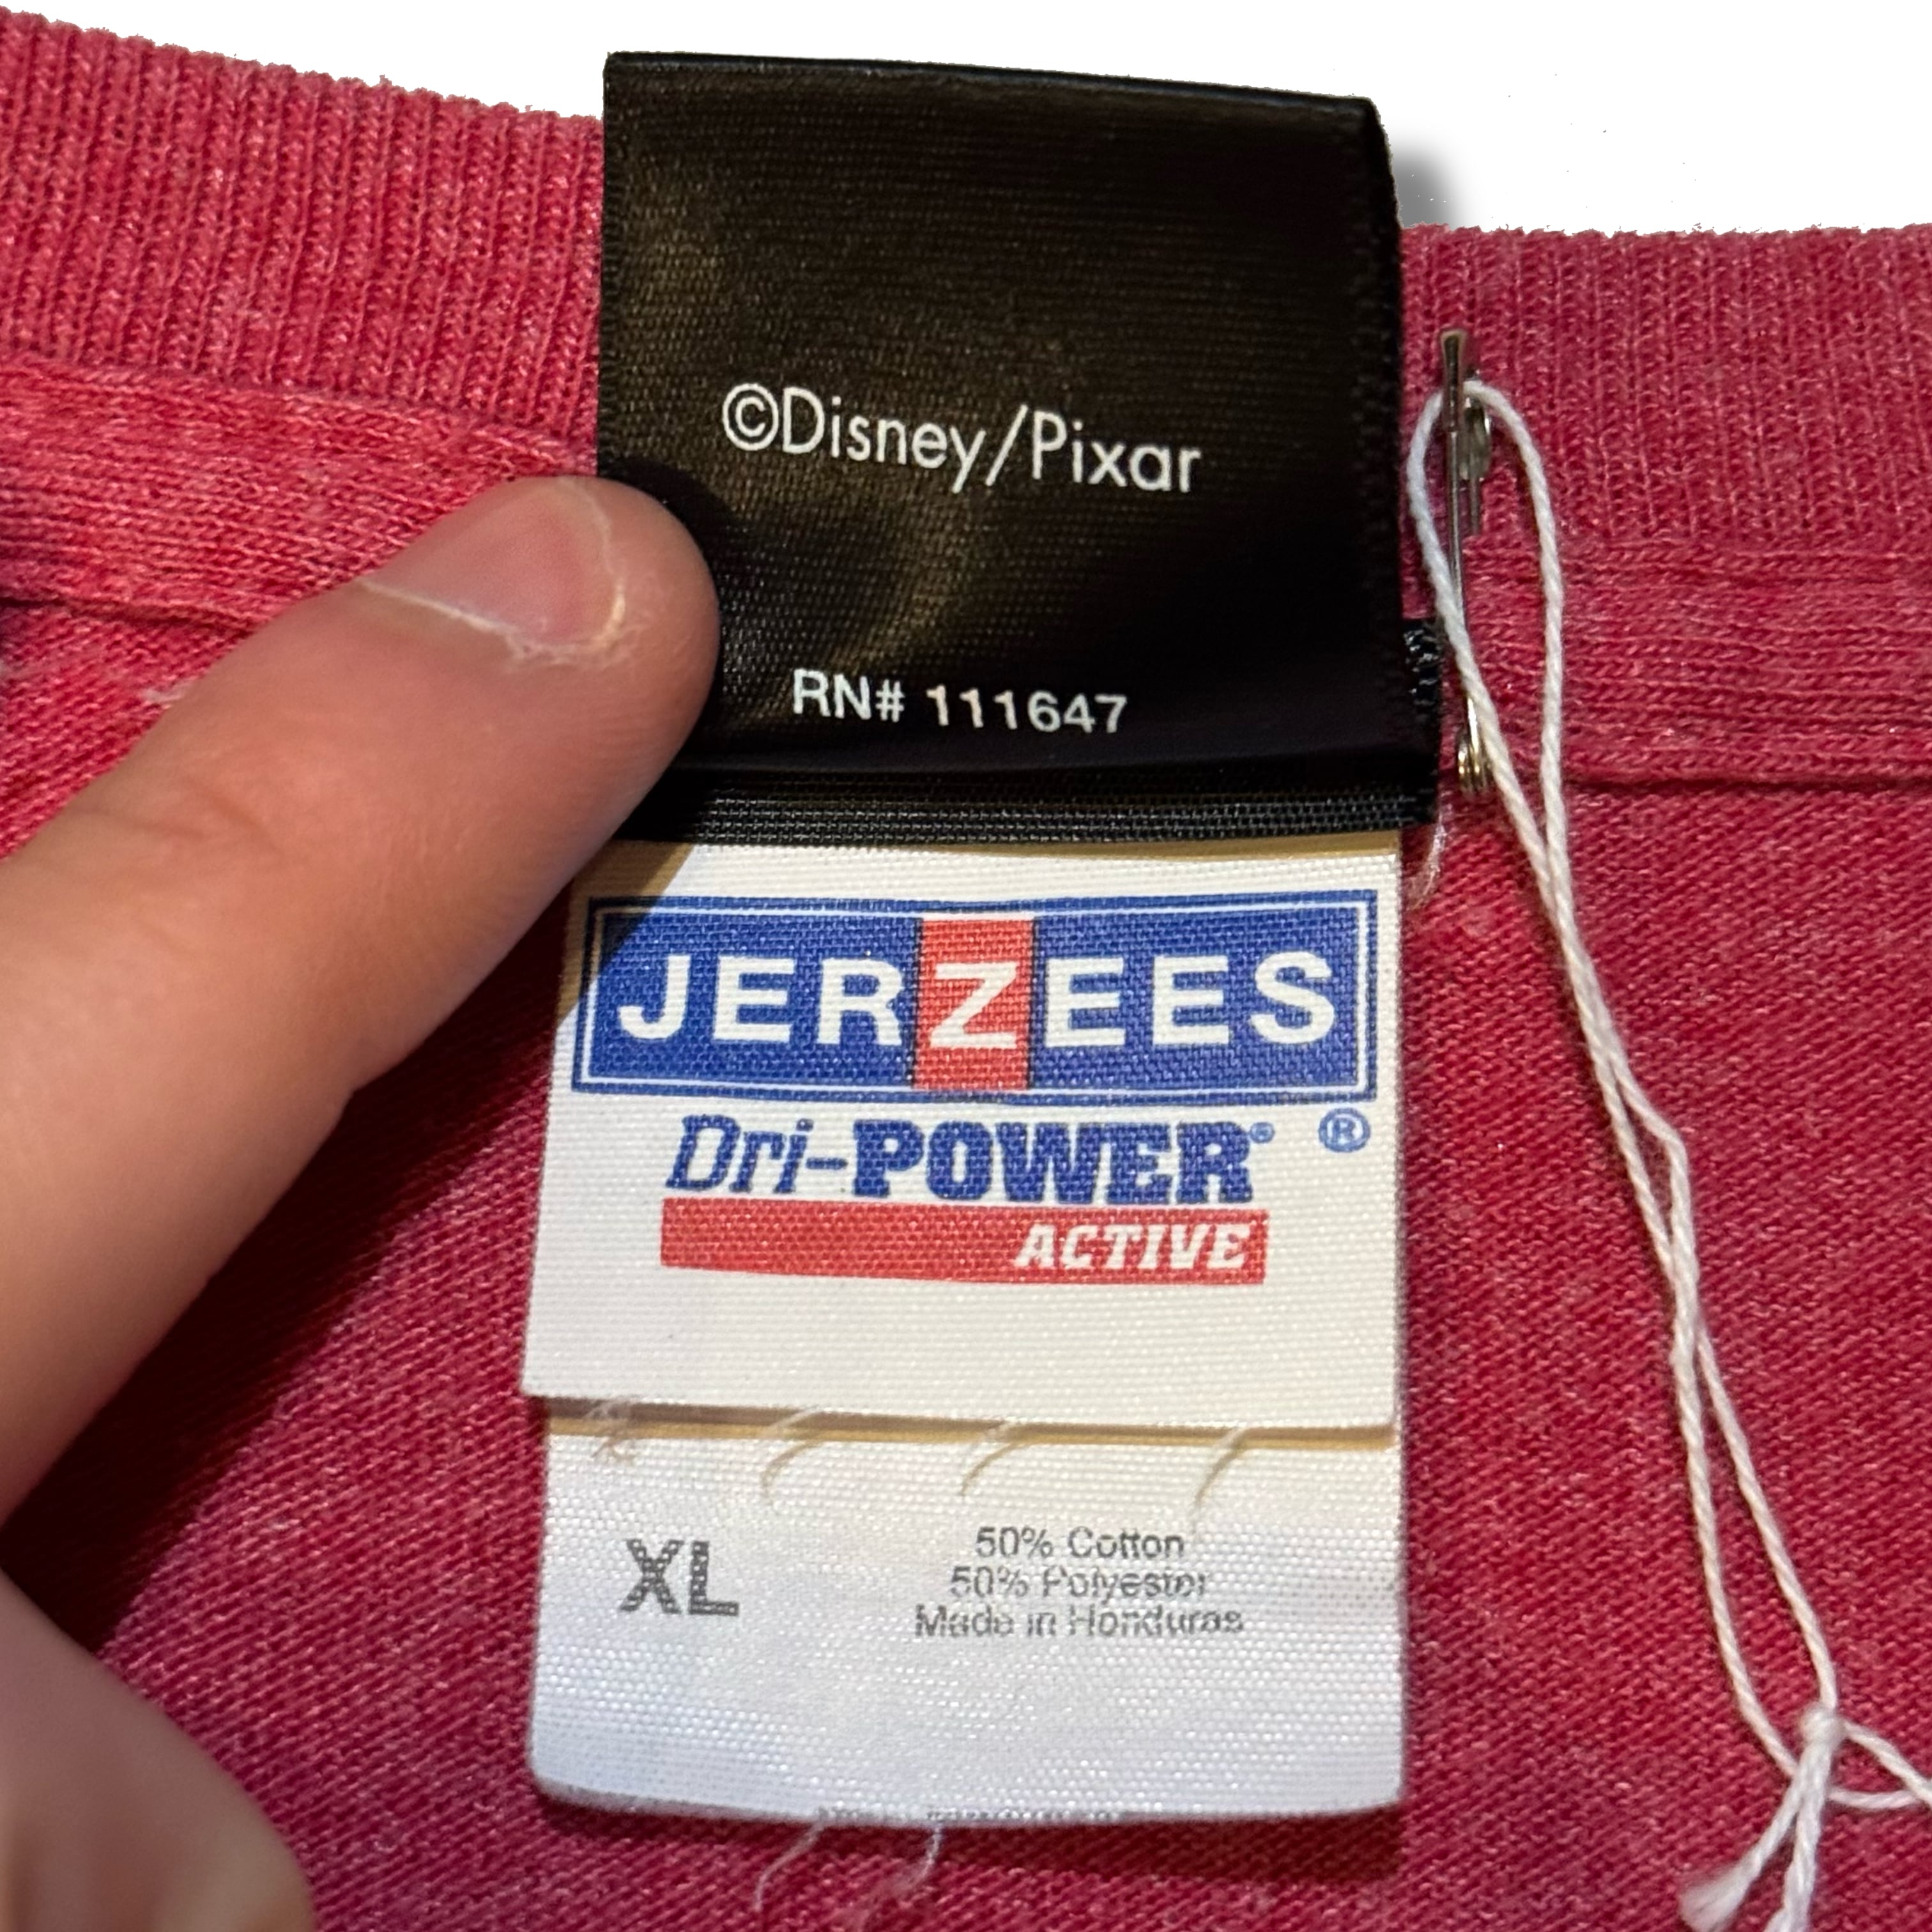 ©Disney/Pixar
RN# 111647
JERZEES
®
Dri-POWER®
ACTIVE
XL
50% Cotton
50% Polyester
Made in Honduras